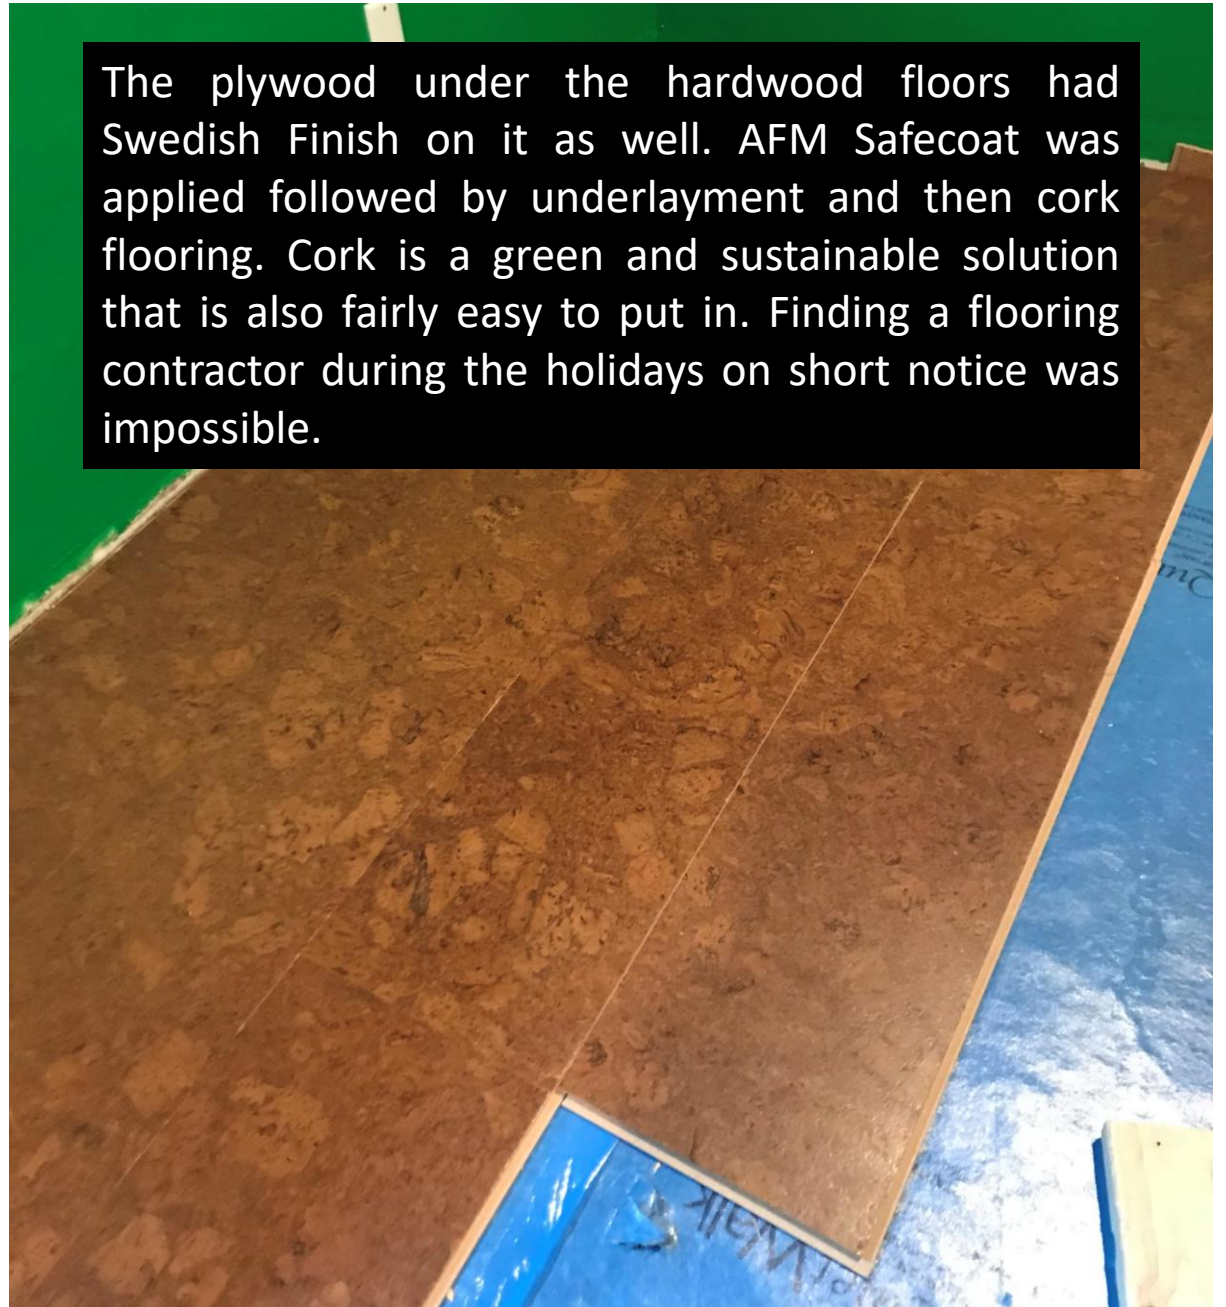 The plywood under the hardwood floors had
Swedish Finish on it as well. AFM Safecoat was
applied followed by underlayment and then cork
flooring. Cork is a green and sustainable solution
that is also fairly easy to put in. Finding a flooring
contractor during the holidays on short notice was
impossible.
Walk